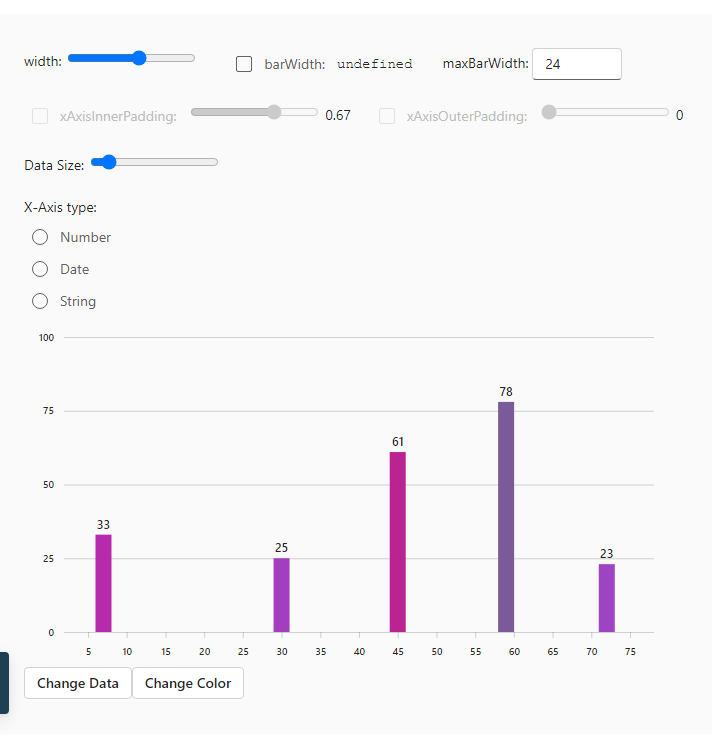 width: barWidth: undefined maxBarWidth: 24
xAxisInnerPadding: 0.67 xAxisOuterPadding: 0
Data Size:
X-Axis type:
Number
Date
String
100
78
75
61
50
33
25
25
23
0
5 10 15 20 25 30 35 40 45 50 55 60 65 70 75
Change Data Change Color